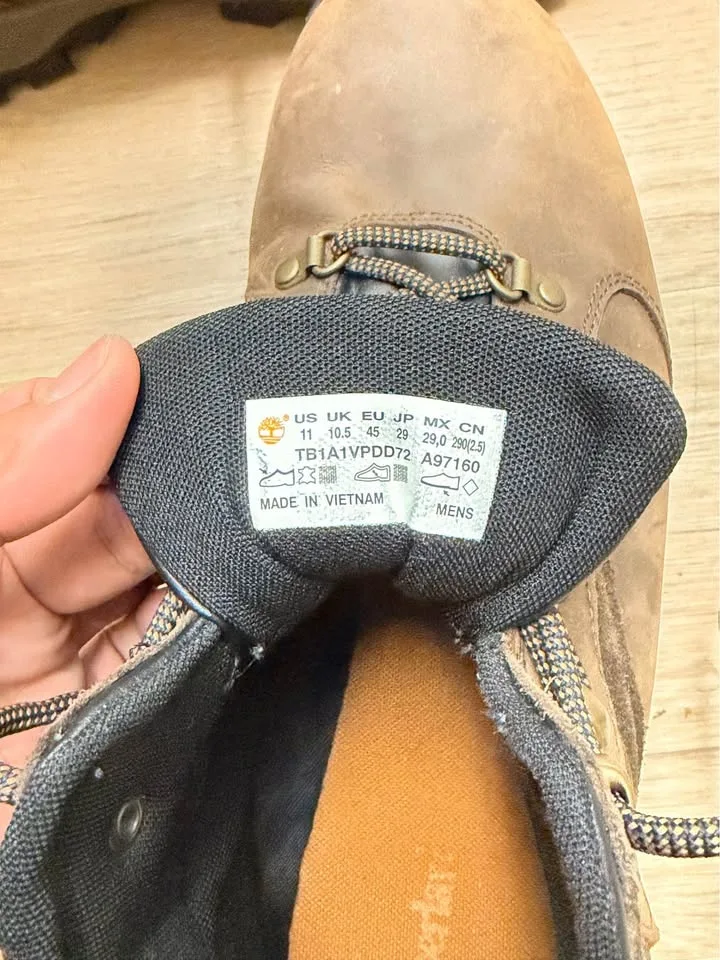 US UK EU JP MX CN
11 10.5 45 29 29,0 290(2.5)
TB1A1VPDD72 A97160
MADE IN VIETNAM MENS